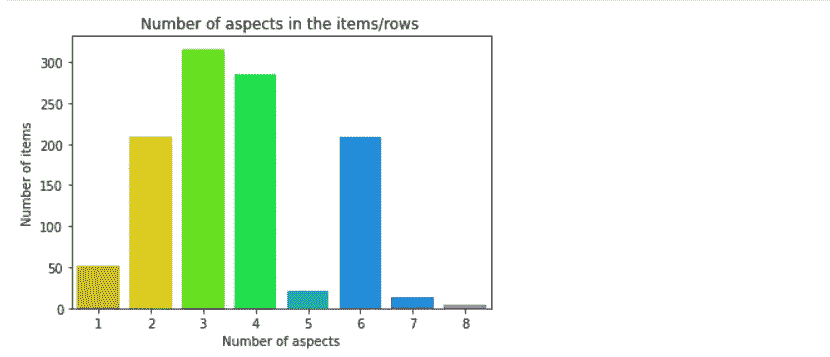 Number of aspects in the items/rows
300
250
200
150
100
50
0
Number of items
1 2 3 4 5 6 7 8
Number of aspects